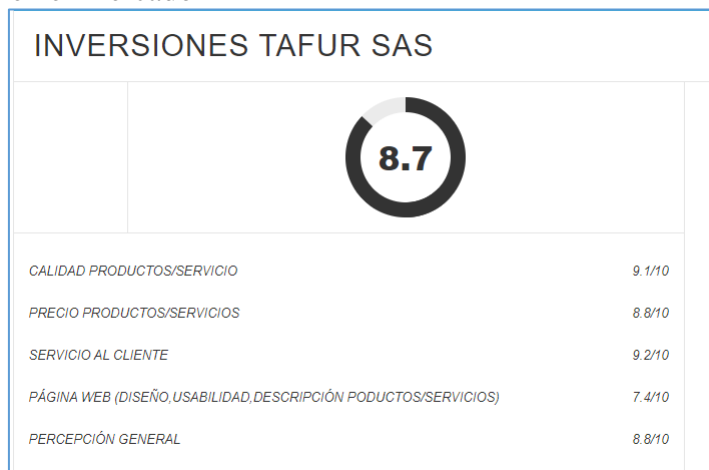 INVERSIONES TAFUR SAS
8.7
CALIDAD PRODUCTOS/SERVICIO 9.1/10
PRECIO PRODUCTOS/SERVICIOS 8.8/10
SERVICIO AL CLIENTE 9.2/10
PÁGINA WEB (DISEÑO,USABILIDAD,DESCRIPCIÓN PODUCTOS/SERVICIOS) 7.4/10
PERCEPCIÓN GENERAL 8.8/10